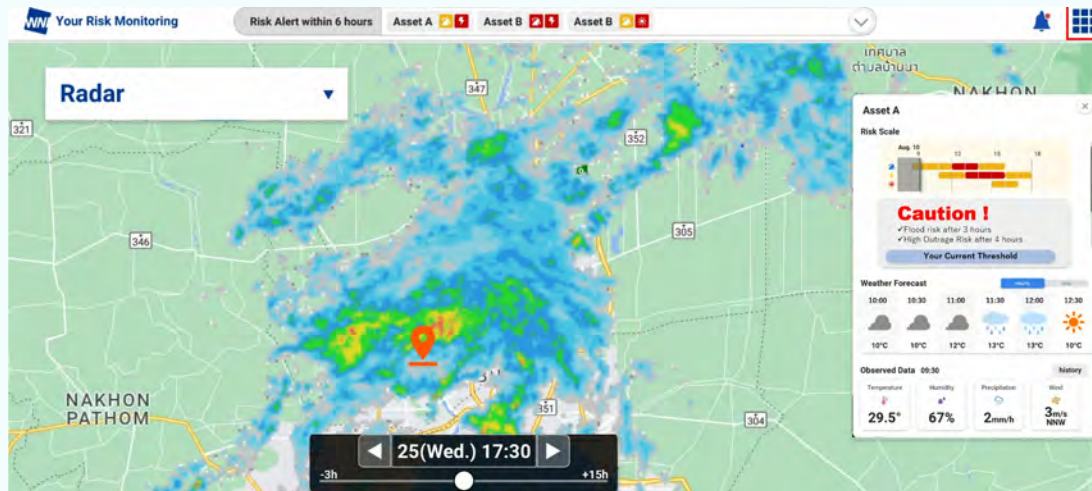 WNI Your Risk Monitoring
Risk Alert within 6 hours
Asset A
Asset B
Asset B
Radar
347
เทศบาล
ตำบลบ้านนา
NAKHON
321
352
346
305
NAKHON
PATHOM
351
304
25(Wed.) 17:30
-3h
+15h
Asset A
Risk Scale
Aug. 10
9
12
15
18
Caution !
✓Flood risk after 3 hours
✓High Outrage Risk after 4 hours
Your Current Threshold
Weather Forecast
10:00 10:30 11:00 11:30 12:00 12:30
10°C 10°C 12°C 13°C 13°C 10°C
Observed Data 09:30 history
Temperature Humidity Precipitation Wind
29.5° 67% 2mm/h 3m/s
NNW